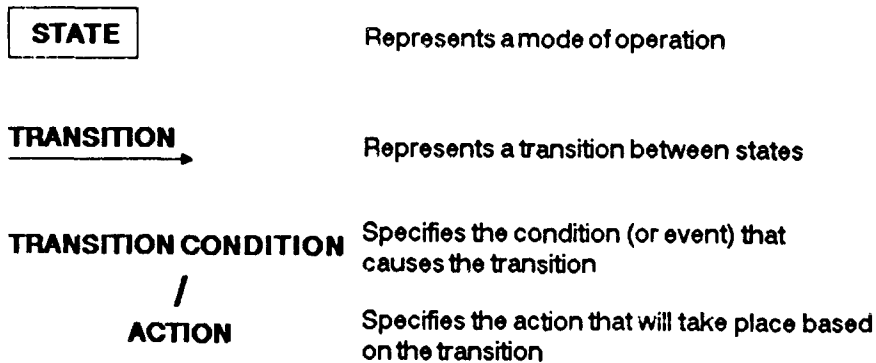 STATE
Represents a mode of operation
TRANSITION
Represents a transition between states
TRANSITION CONDITION
Specifies the condition (or event) that
causes the transition
/
ACTION
Specifies the action that will take place based
on the transition